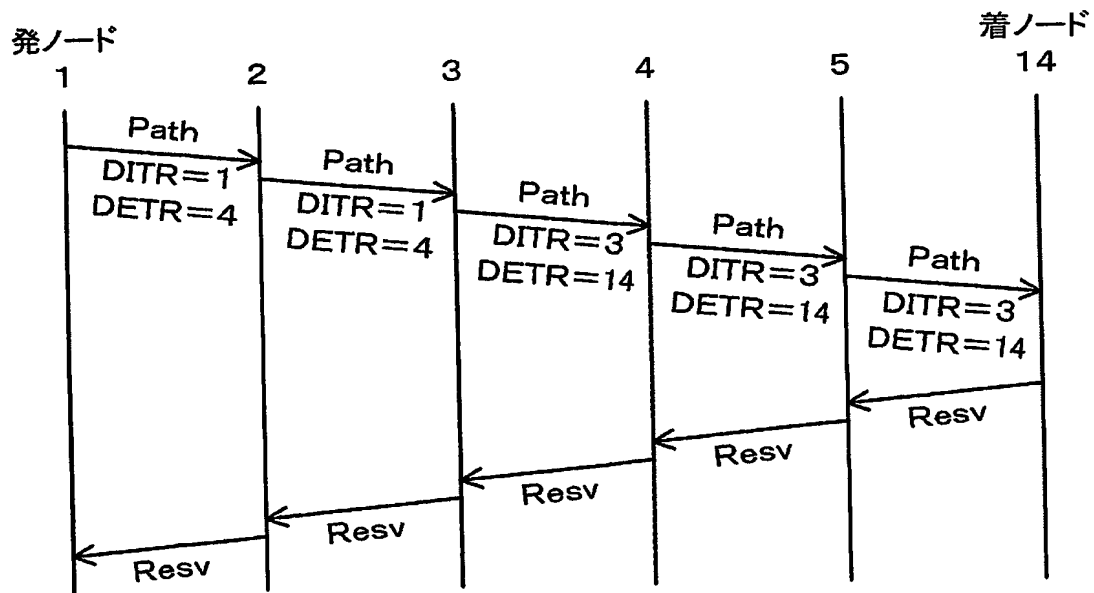 発ノード
着ノード
1
2
3
4
5
14
Path
DITR=1
DETR=4
Path
DITR=1
DETR=4
Path
DITR=3
DETR=14
Path
DITR=3
DETR=14
Path
DITR=3
DETR=14
Resv
Resv
Resv
Resv
Resv